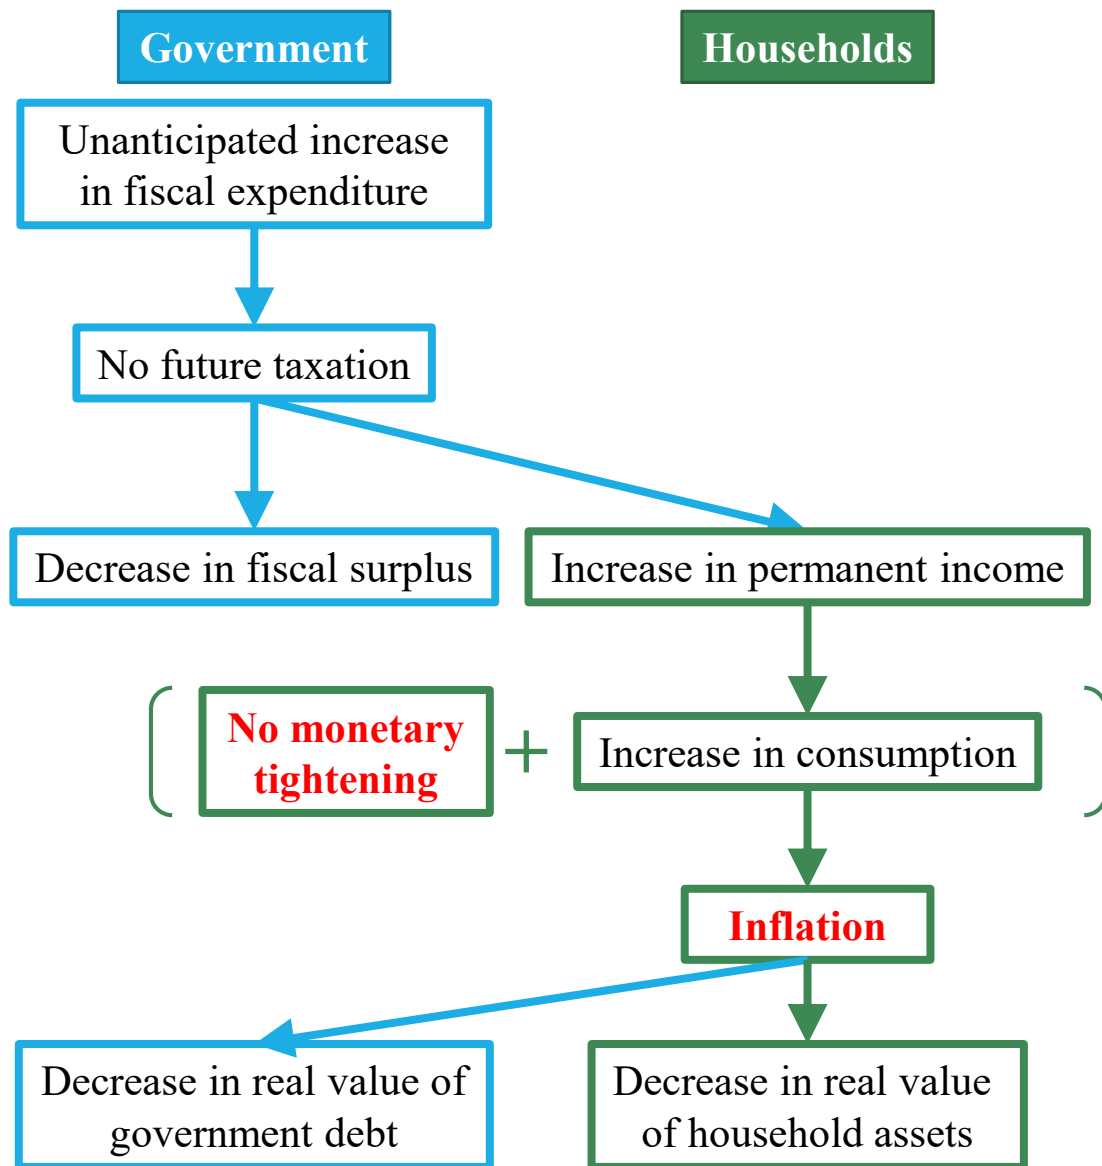 Government
Households
Unanticipated increase
in fiscal expenditure
No future taxation
Decrease in fiscal surplus
Increase in permanent income
No monetary
tightening
+
Increase in consumption
Inflation
Decrease in real value of
government debt
Decrease in real value
of household assets